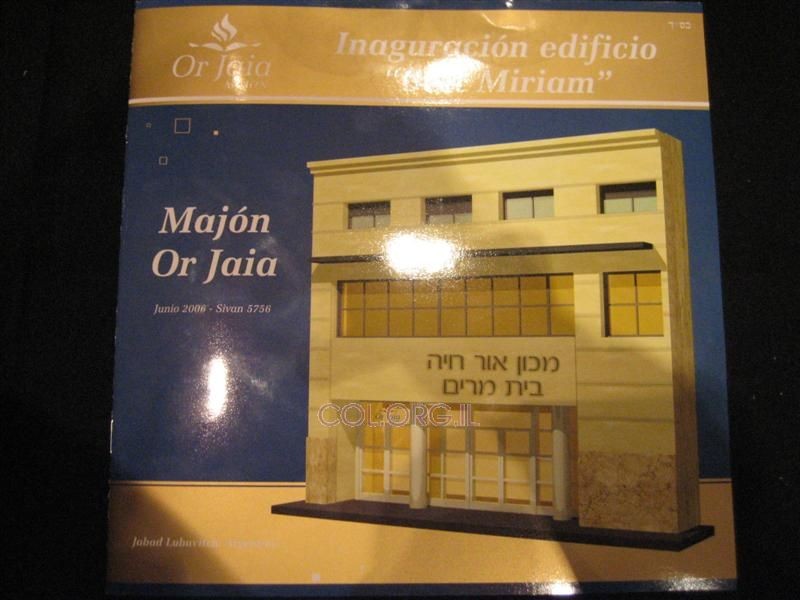 בס״ד
Or Jaia
Inaguración edificio
Miriam”
Majón
Or Jaia
Junio 2006 - Sivan 5756
מכון אור חיה
בית מרים
COL.ORG.IL
Jabad Lubavitch, Argentina